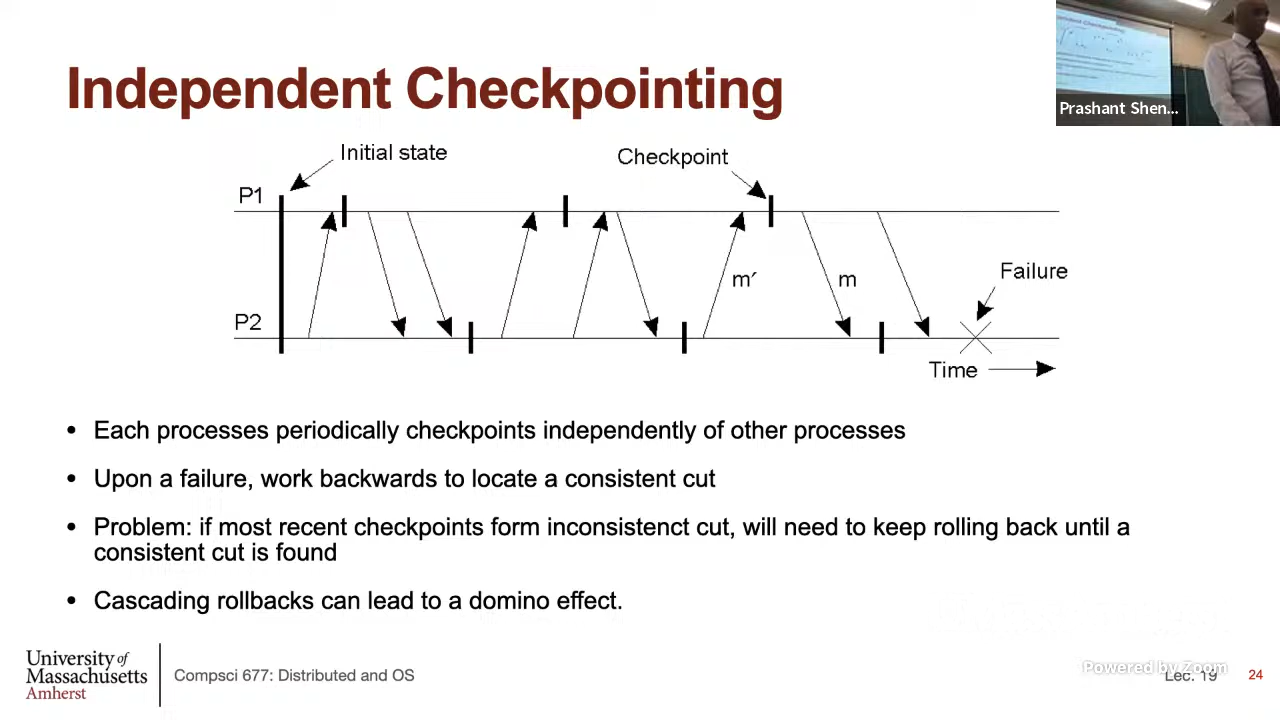 Independent Checkpointing
Prashant Shen...
Initial state
Checkpoint
P1
m′
m
Failure
P2
Time
• Each processes periodically checkpoints independently of other processes
• Upon a failure, work backwards to locate a consistent cut
• Problem: if most recent checkpoints form inconsistenct cut, will need to keep rolling back until a
consistent cut is found
• Cascading rollbacks can lead to a domino effect.
University of
Massachusetts
Amherst
Compsci 677: Distributed and OS
Powered by Zoom
Lec. 19
24